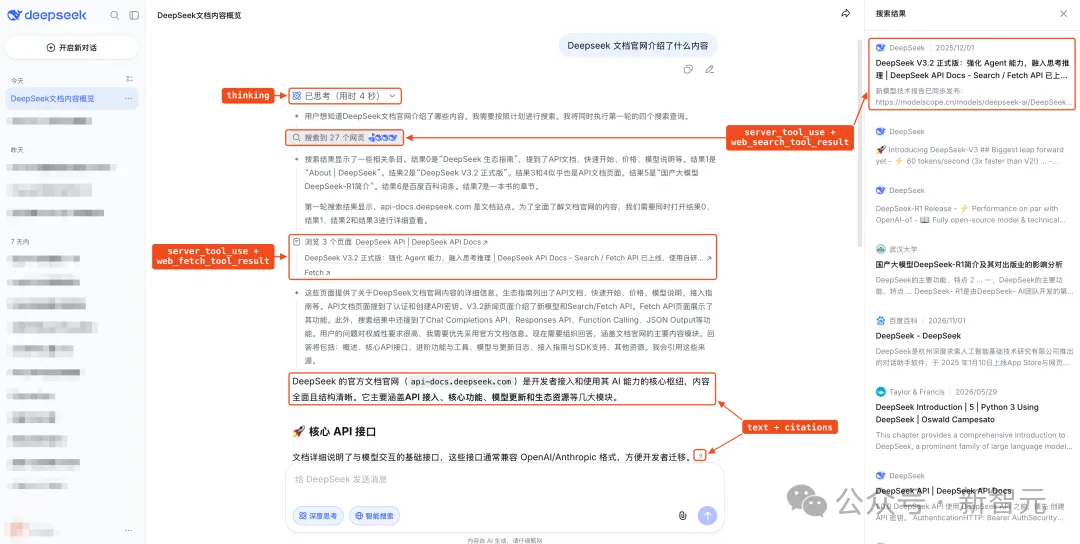 deepseek
开启新对话
今天
DeepSeek文档内容概览
昨天
7 天内
DeepSeek文档内容概览
Deepseek 文档官网介绍了什么内容
thinking
已思考（用时 4 秒）
用户想知道DeepSeek文档官网介绍了哪些内容。我需要按照计划进行搜索。我将同时执行第一轮的四个搜索查询。
搜索到 27 个网页
server_tool_use +
web_search_tool_result
搜索结果显示了一些相关条目。结果0是“DeepSeek 生态指南”，提到了API文档、快速开始、价格、模型说明等。结果1是
“About | DeepSeek”。结果2是“DeepSeek V3.2 正式版”。结果3和4似乎也是API文档页面。结果5是“国产大模型
DeepSeek-R1简介”。结果6是百度百科词条。结果7是一本书的章节。
第一轮搜索结果显示，api-docs.deepseek.com 是文档站点。为了全面了解文档官网的内容，我们需要同时打开结果0、
结果1、结果2和结果3进行详细查看。
server_tool_use +
web_fetch_tool_result
浏览 3 个页面 DeepSeek API | DeepSeek API Docs
DeepSeek V3.2 正式版：强化 Agent 能力，融入思考推理 | DeepSeek API Docs - Search / Fetch API 已上线，使用自研...
Fetch
这些页面提供了关于DeepSeek文档官网内容的详细信息。生态指南列出了API文档、快速开始、价格、模型说明、接入指
南等。API文档页面提到了认证和创建API密钥。V3.2新闻页面介绍了新模型和Search/Fetch API。Fetch API页面展示了
其功能。此外，搜索结果中还提到了Chat Completions API、Responses API、Function Calling、JSON Output等功
能。用户的问题对权威性要求很高，我需要优先采用官方文档信息。现在需要组织回答，涵盖文档官网的主要内容模块。回
答将包括：概述、核心API接口、进阶功能与工具、模型与更新日志、接入指南与SDK支持、其他资源。我会引用这些来
源。
DeepSeek 的官方文档官网（api-docs.deepseek.com）是开发者接入和使用其 AI 能力的核心枢纽，内容
全面且结构清晰。它主要涵盖API 接入、核心功能、模型更新和生态资源等几大模块。
🚀 核心 API 接口
text + citations
文档详细说明了与模型交互的基础接口，这些接口通常兼容 OpenAI/Anthropic 格式，方便开发者迁移。
给 DeepSeek 发送消息
深度思考
智能搜索
内容由 AI 生成，请仔细甄别
搜索结果
DeepSeek | 2025/12/01
DeepSeek V3.2 正式版：强化 Agent 能力，融入思考推
理 | DeepSeek API Docs - Search / Fetch API 已上...
新模型技术报告已同步发布：
https://modelscope.cn/models/deepseek-ai/DeepSeek...
DeepSeek
🚀 Introducing DeepSeek-V3 ## Biggest leap forward
yet - ⚡ 60 tokens/second (3x faster than V2!) ... -...
DeepSeek
DeepSeek-R1 Release - ⚡ Performance on par with
OpenAI-o1 - 📖 Fully open-source model & technical...
武汉大学
国产大模型DeepSeek-R1简介及其对出版业的影响分析
DeepSeek的主要功能、特点 2 ... 一、DeepSeek的主要功
能、特点 ... DeepSeek- R1是由DeepSeek- AI团队开发的第...
百度百科 | 2026/11/01
DeepSeek - DeepSeek
DeepSeek是杭州深度求索人工智能基础技术研究有限公司推出
的对话助手软件，于 2025 年1月10日上线App Store与网页...
Taylor & Francis | 2026/05/29
DeepSeek Introduction | 5 | Python 3 Using
DeepSeek | Oswald Campesato
This chapter provides a comprehensive introduction to
DeepSeek, a prominent family of large language model...
DeepSeek
DeepSeek API | DeepSeek API Docs
DeepSeek API 使用
API 密钥。 AuthenticationHTTP: Bearer AuthSecurity...
DeepSeek
公众号·新智元